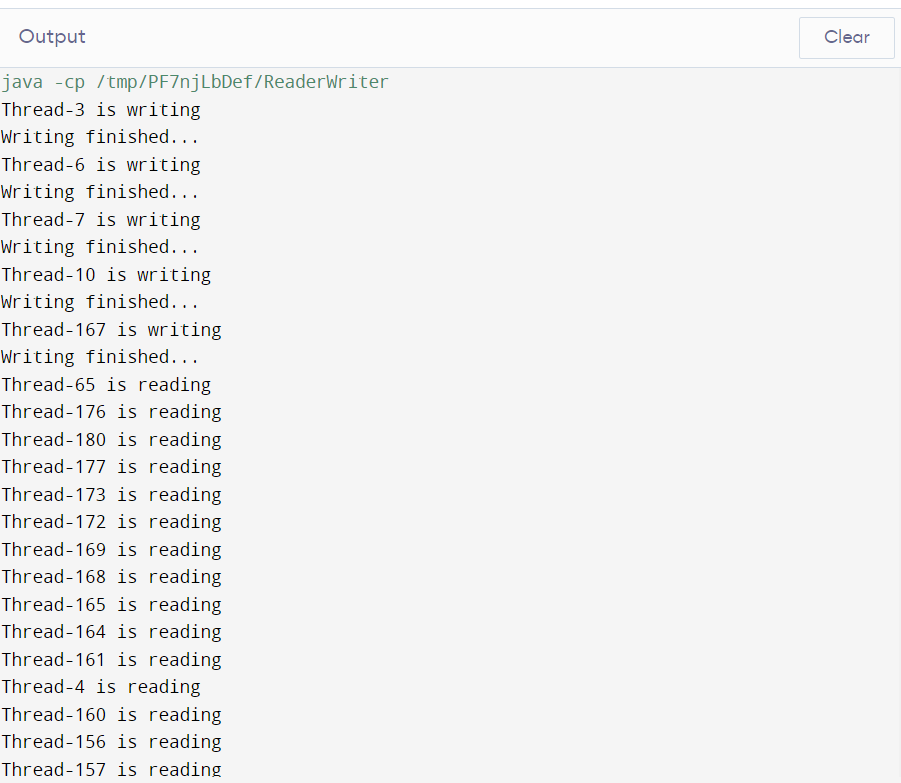 Output
Clear
java -cp /tmp/PF7njLbDef/ReaderWriter
Thread-3 is writing
Writing finished...
Thread-6 is writing
Writing finished...
Thread-7 is writing
Writing finished...
Thread-10 is writing
Writing finished...
Thread-167 is writing
Writing finished...
Thread-65 is reading
Thread-176 is reading
Thread-180 is reading
Thread-177 is reading
Thread-173 is reading
Thread-172 is reading
Thread-169 is reading
Thread-168 is reading
Thread-165 is reading
Thread-164 is reading
Thread-161 is reading
Thread-4 is reading
Thread-160 is reading
Thread-156 is reading
Thread-157 is reading